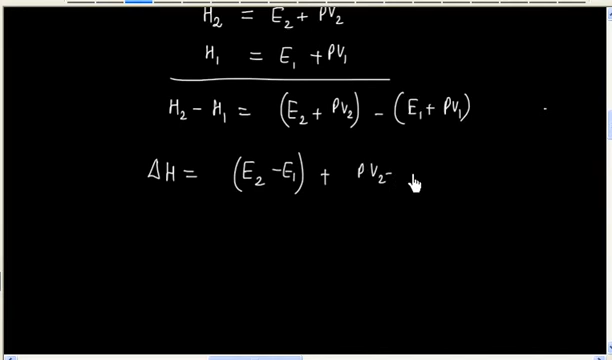 H₂ = E₂ + PV₂
H₁ = E₁ + PV₁
H₂ - H₁ = (E₂ + PV₂) - (E₁ + PV₁)
ΔH = (E₂ - E₁) + PV₂ -